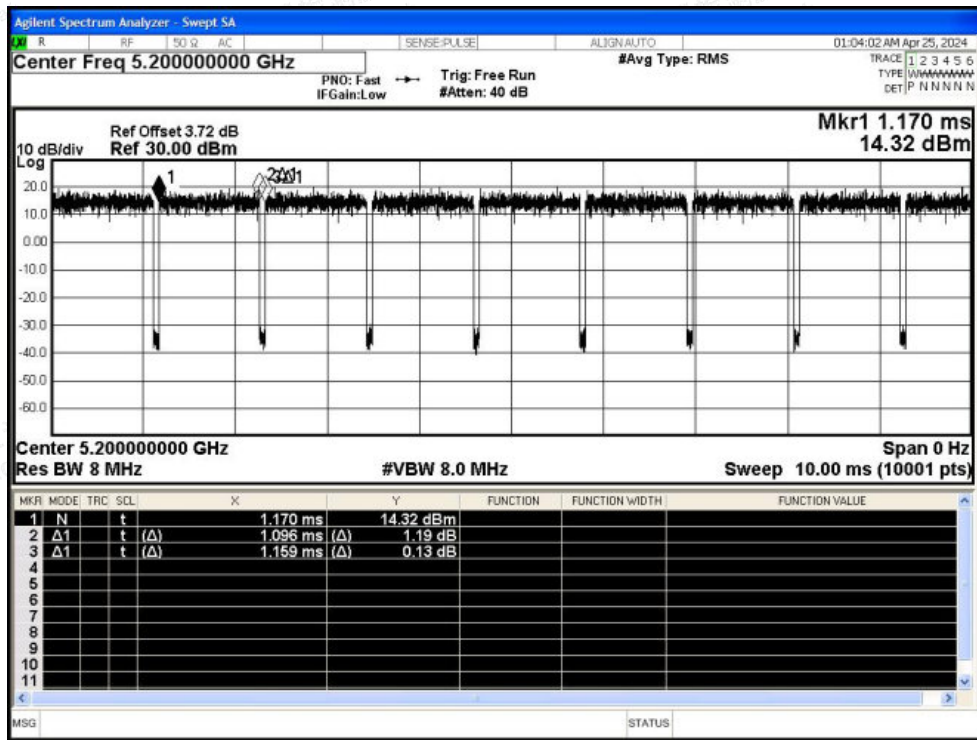 Agilent Spectrum Analyzer - Swept SA
LXI R RF 50 Ω AC SENSE:PULSE ALIGNAUTO 01:04:02 AM Apr 25, 2024
Center Freq 5.200000000 GHz #Avg Type: RMS TRACE 1 2 3 4 5 6
PNO: Fast Trig: Free Run TYPE
IFGain:Low #Atten: 40 dB DET P N N N N N
Mkr1 1.170 ms
14.32 dBm
Ref Offset 3.72 dB
10 dB/div Ref 30.00 dBm
Log
1 2Δ1
20.0
10.0
0.00
-10.0
-20.0
-30.0
-40.0
-50.0
-60.0
Center 5.200000000 GHz Span 0 Hz
Res BW 8 MHz #VBW 8.0 MHz Sweep 10.00 ms (10001 pts)
MKR MODE TRC SCL X Y FUNCTION FUNCTION WIDTH FUNCTION VALUE
1 N t 1.170 ms 14.32 dBm
2 Δ1 t (Δ) 1.096 ms (Δ) 1.19 dB
3 Δ1 t (Δ) 1.159 ms (Δ) 0.13 dB
4
5
6
7
8
9
10
11
MSG STATUS